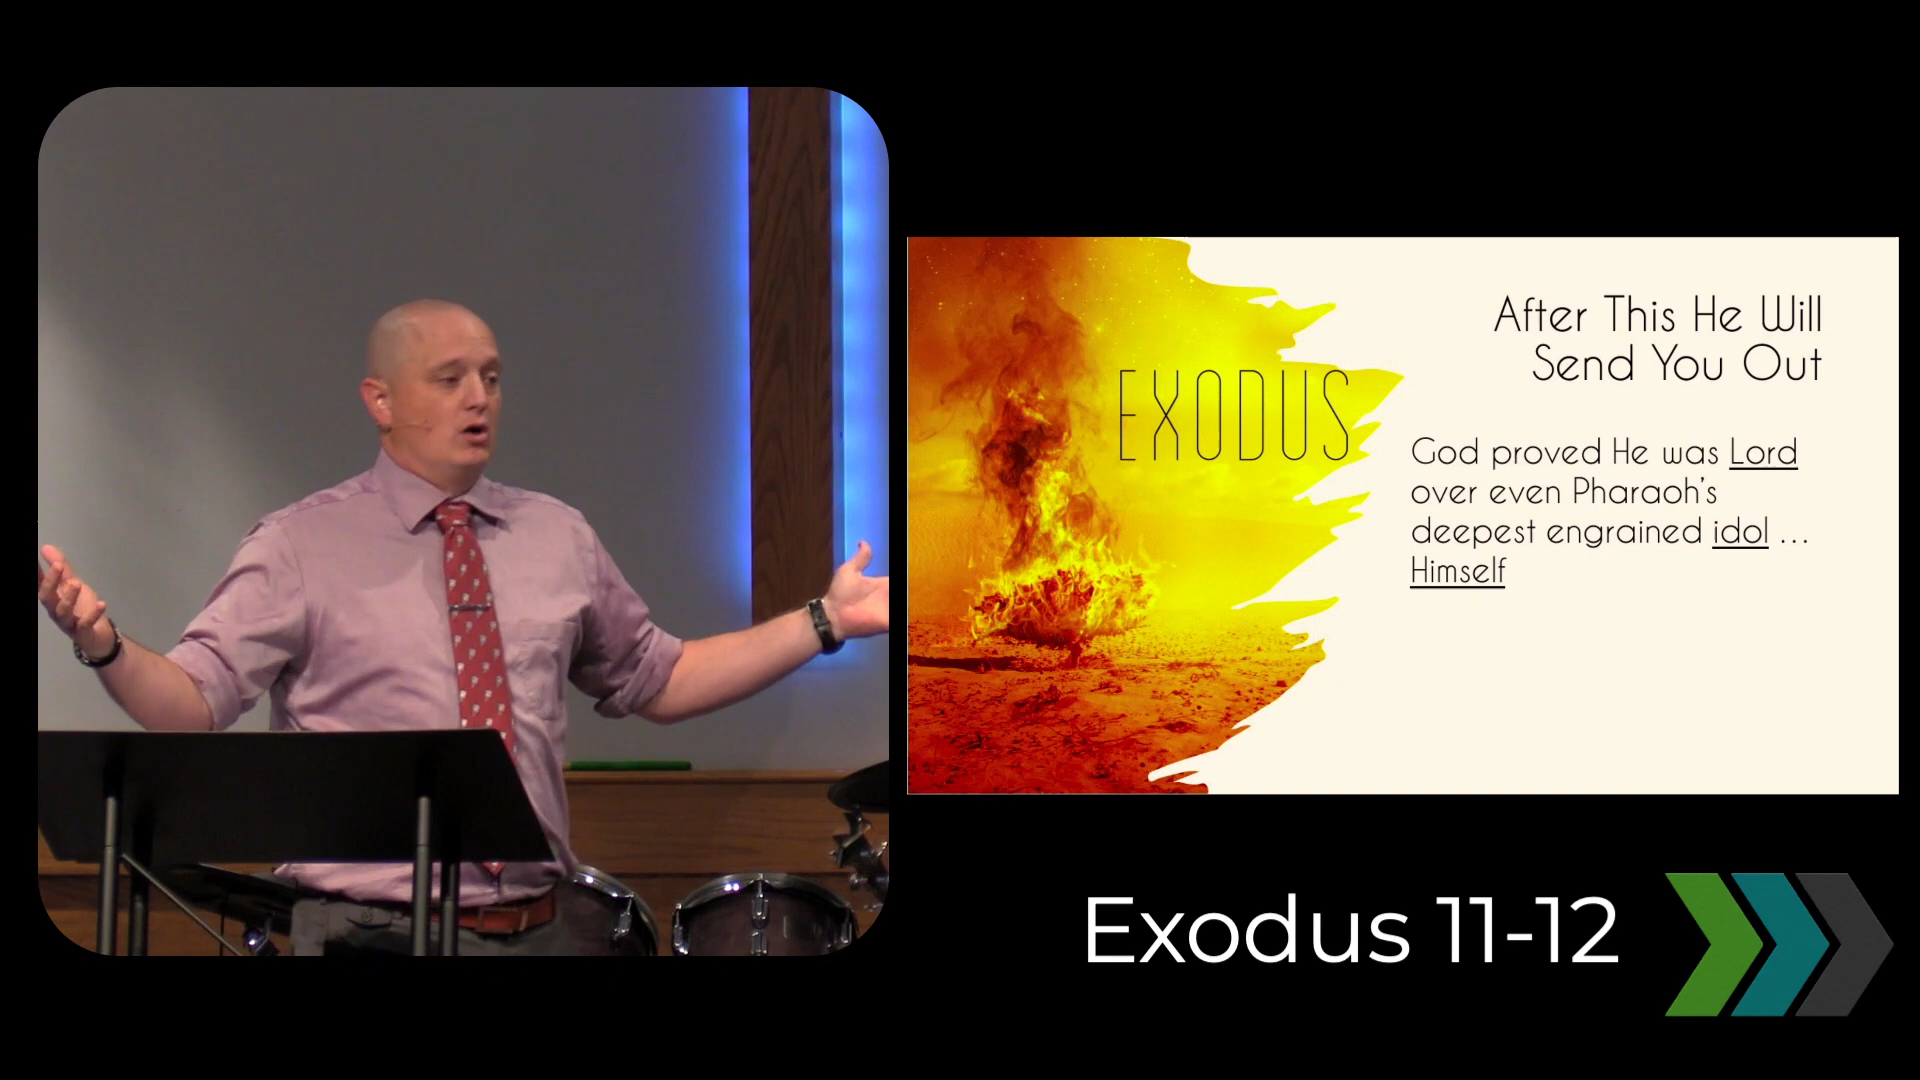 EXODUS
After This He Will
Send You Out
God proved He was Lord
over even Pharaoh's
deepest engrained idol ...
Himself
Exodus 11-12